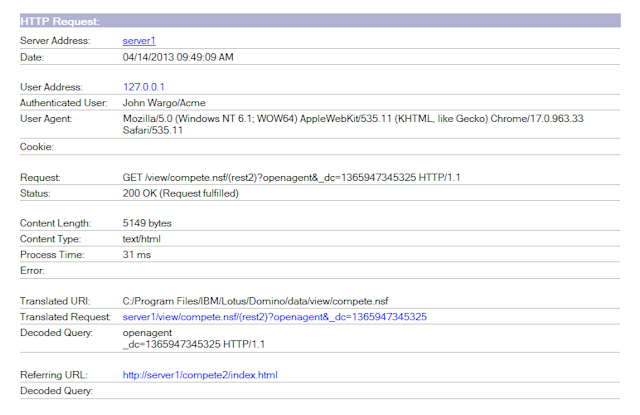 HTTP Request:
Server Address: server1
Date: 04/14/2013 09:49:09 AM
User Address: 127.0.0.1
Authenticated User: John Wargo/Acme
User Agent: Mozilla/5.0 (Windows NT 6.1; WOW64) AppleWebKit/535.11 (KHTML, like Gecko) Chrome/17.0.963.33
Safari/535.11
Cookie:
Request: GET /view/compete.nsf/(rest2)?openagent&_dc=1365947345325 HTTP/1.1
Status: 200 OK (Request fulfilled)
Content Length: 5149 bytes
Content Type: text/html
Process Time: 31 ms
Error:
Translated URI: C:/Program Files/IBM/Lotus/Domino/data/view/compete.nsf
Translated Request: server1/view/compete.nsf/(rest2)?openagent&_dc=1365947345325
Decoded Query: openagent
_dc=1365947345325 HTTP/1.1
Referring URL: http://server1/compete2/index.html
Decoded Query: